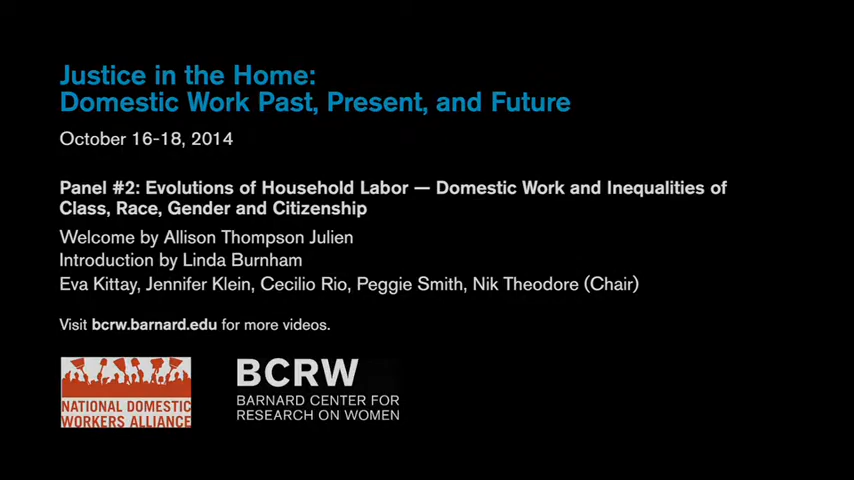 Justice in the Home:
Domestic Work Past, Present, and Future
October 16-18, 2014
Panel #2: Evolutions of Household Labor — Domestic Work and Inequalities of
Class, Race, Gender and Citizenship
Welcome by Allison Thompson Julien
Introduction by Linda Burnham
Eva Kittay, Jennifer Klein, Cecilio Rio, Peggie Smith, Nik Theodore (Chair)
Visit bcrw.barnard.edu for more videos.
NATIONAL DOMESTIC
WORKERS ALLIANCE
BCRW
BARNARD CENTER FOR
RESEARCH ON WOMEN